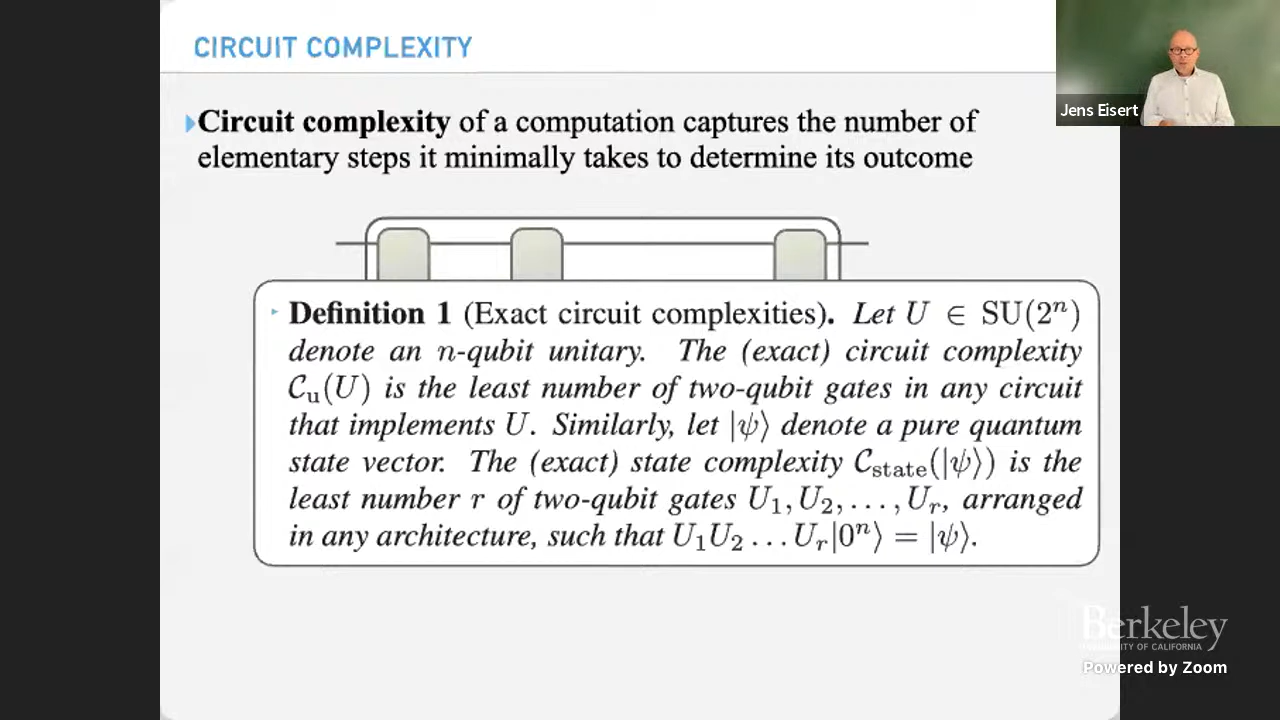 CIRCUIT COMPLEXITY
Circuit complexity of a computation captures the number of
elementary steps it minimally takes to determine its outcome
Jens Eisert
Definition 1 (Exact circuit complexities). Let U ∈ SU(2ⁿ)
denote an n-qubit unitary. The (exact) circuit complexity
𝒞ᵤ(U) is the least number of two-qubit gates in any circuit
that implements U. Similarly, let |ψ⟩ denote a pure quantum
state vector. The (exact) state complexity 𝒞_state(|ψ⟩) is the
least number r of two-qubit gates U₁, U₂, . . . , Uᵣ, arranged
in any architecture, such that U₁U₂ . . . Uᵣ|0ⁿ⟩ = |ψ⟩.
Berkeley
UNIVERSITY OF CALIFORNIA
Powered by Zoom